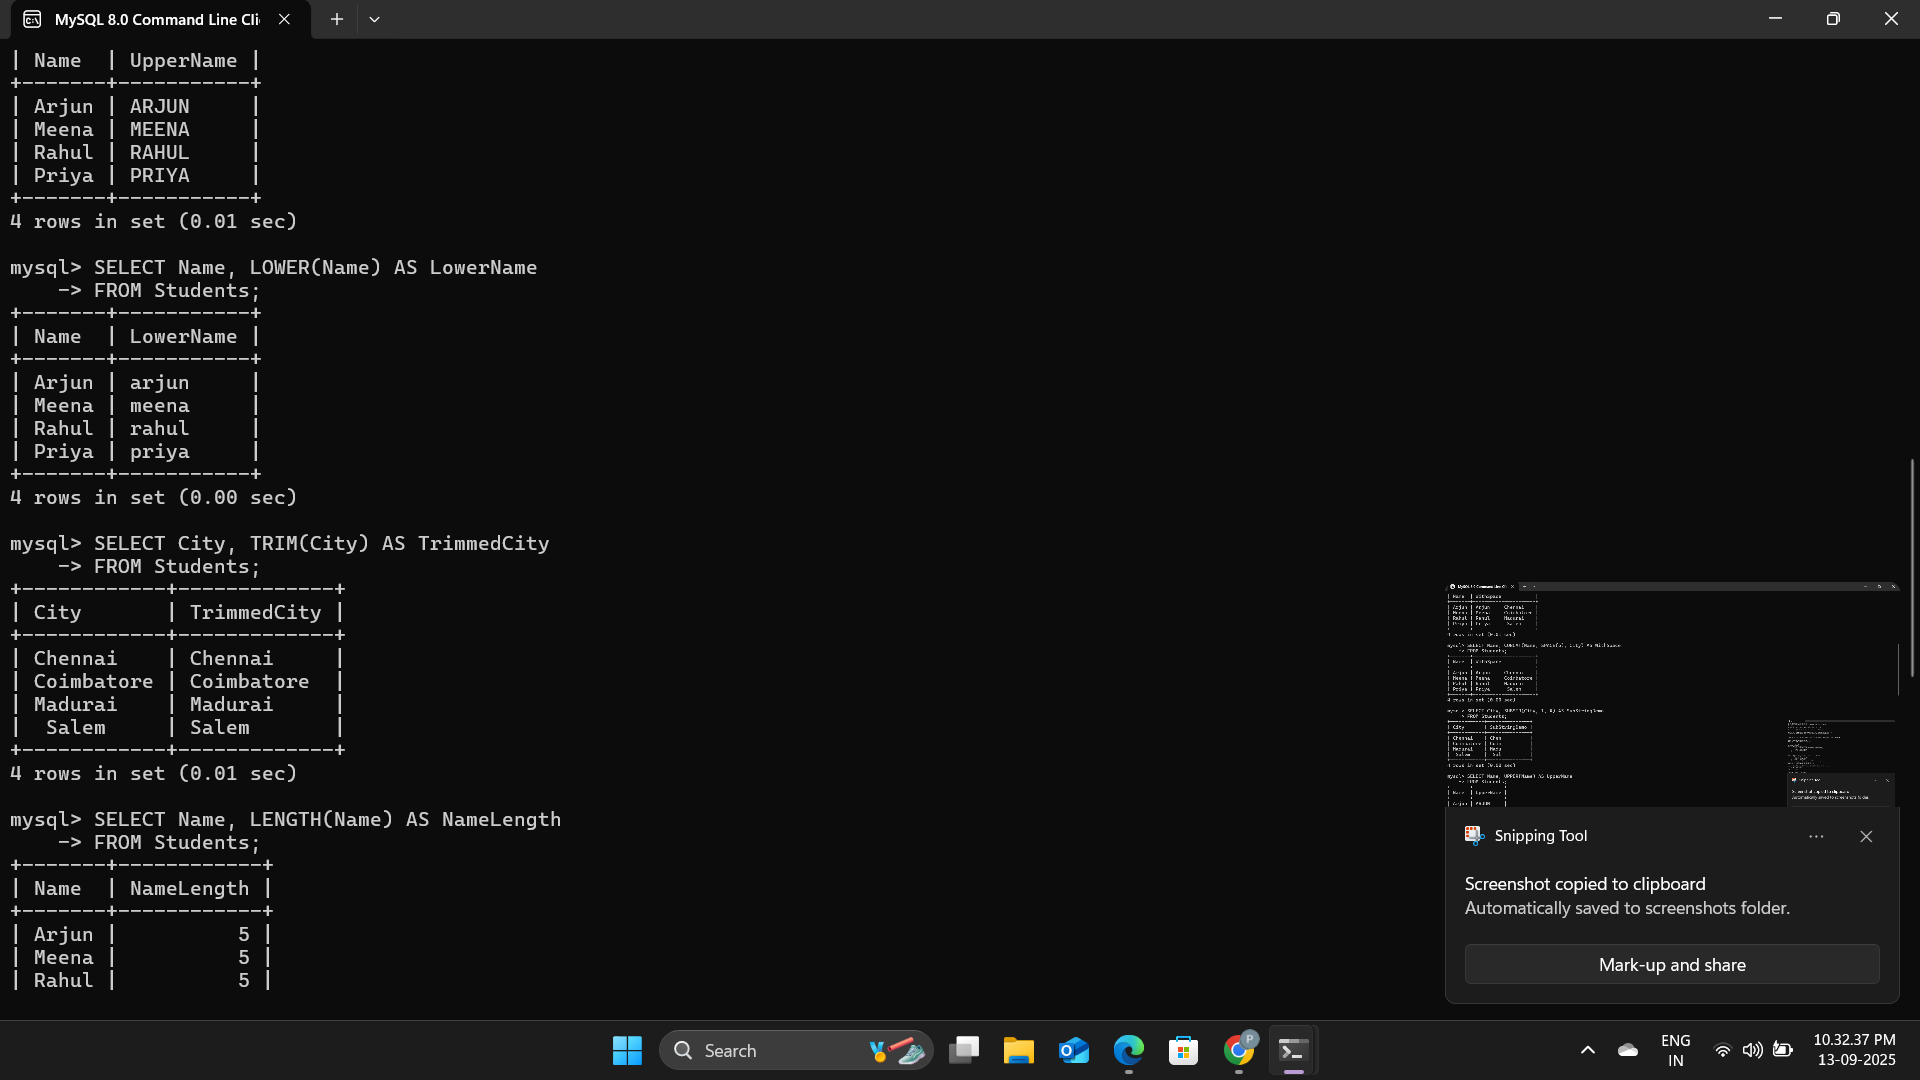 MySQL 8.0 Command Line Cli
| Name  | UpperName |
+-------+-----------+
| Arjun | ARJUN     |
| Meena | MEENA     |
| Rahul | RAHUL     |
| Priya | PRIYA     |
+-------+-----------+
4 rows in set (0.01 sec)

mysql> SELECT Name, LOWER(Name) AS LowerName
    -> FROM Students;
+-------+-----------+
| Name  | LowerName |
+-------+-----------+
| Arjun | arjun     |
| Meena | meena     |
| Rahul | rahul     |
| Priya | priya     |
+-------+-----------+
4 rows in set (0.00 sec)

mysql> SELECT City, TRIM(City) AS TrimmedCity
    -> FROM Students;
+------------+-------------+
| City       | TrimmedCity |
+------------+-------------+
| Chennai    | Chennai     |
| Coimbatore | Coimbatore  |
| Madurai    | Madurai     |
|  Salem     | Salem       |
+------------+-------------+
4 rows in set (0.01 sec)

mysql> SELECT Name, LENGTH(Name) AS NameLength
    -> FROM Students;
+-------+------------+
| Name  | NameLength |
+-------+------------+
| Arjun |          5 |
| Meena |          5 |
| Rahul |          5 |
Snipping Tool
Screenshot copied to clipboard
Automatically saved to screenshots folder.
Mark-up and share
Search
ENG
IN
10.32.37 PM
13-09-2025